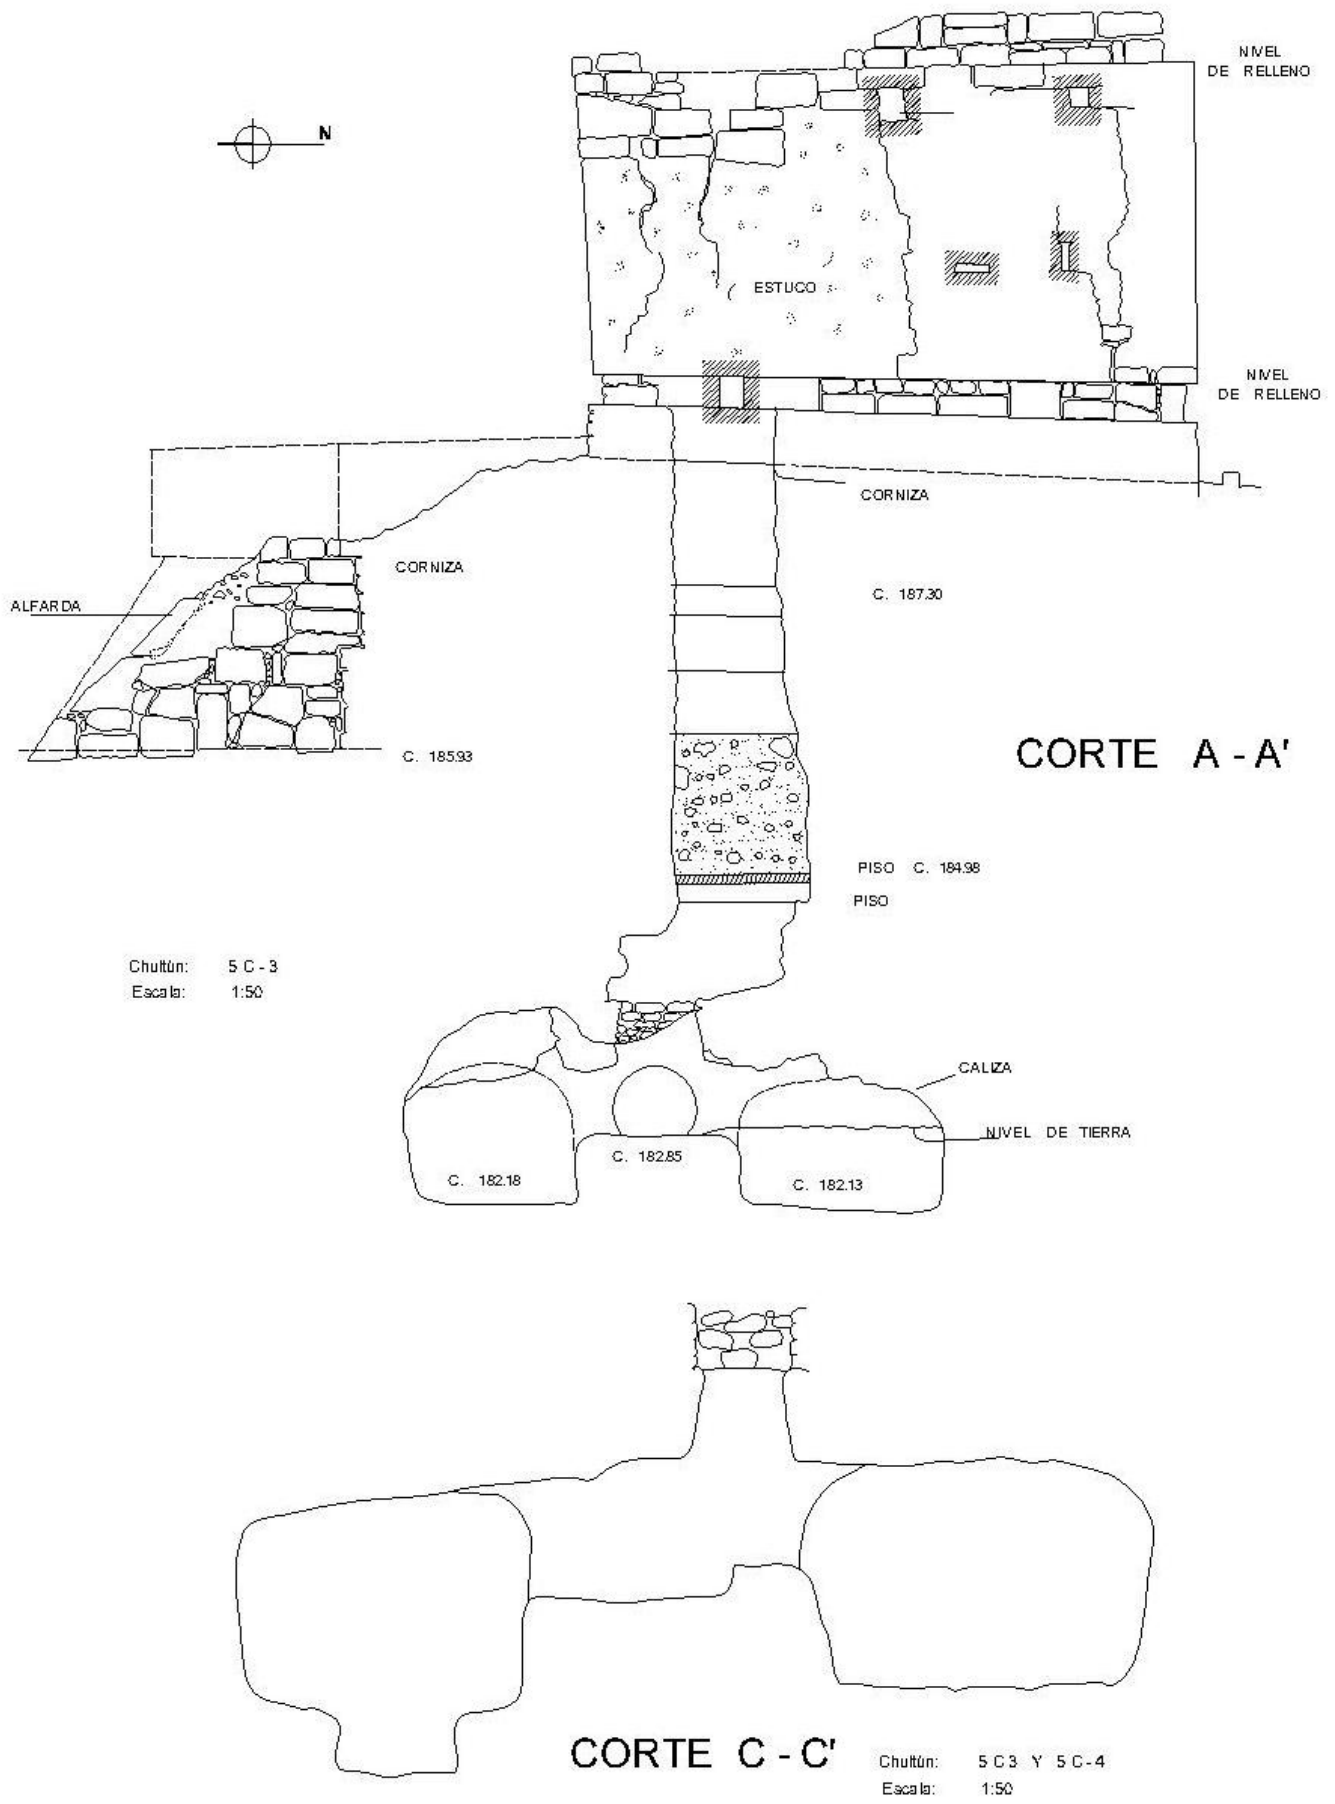 NIVEL
DE RELLENO
N
ESTUCO
NIVEL
DE RELLENO
CORNIZA
CORNIZA
C. 187.30
ALFARDA
CORTE A - A'
C. 185.93
PISO C. 184.98
PISO
Chultún: 5 C - 3
Escala: 1:50
CALIZA
NIVEL DE TIERRA
C. 182.85
C. 182.18
C. 182.13
CORTE C - C'
Chultún: 5 C 3 Y 5 C - 4
Escala: 1:50